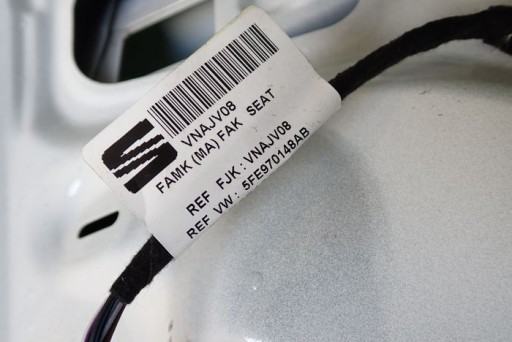 VNAJV08
FAMK (MA) FAK SEAT
REF FJK : VNAJV08
REF VW : 5FE970148AB